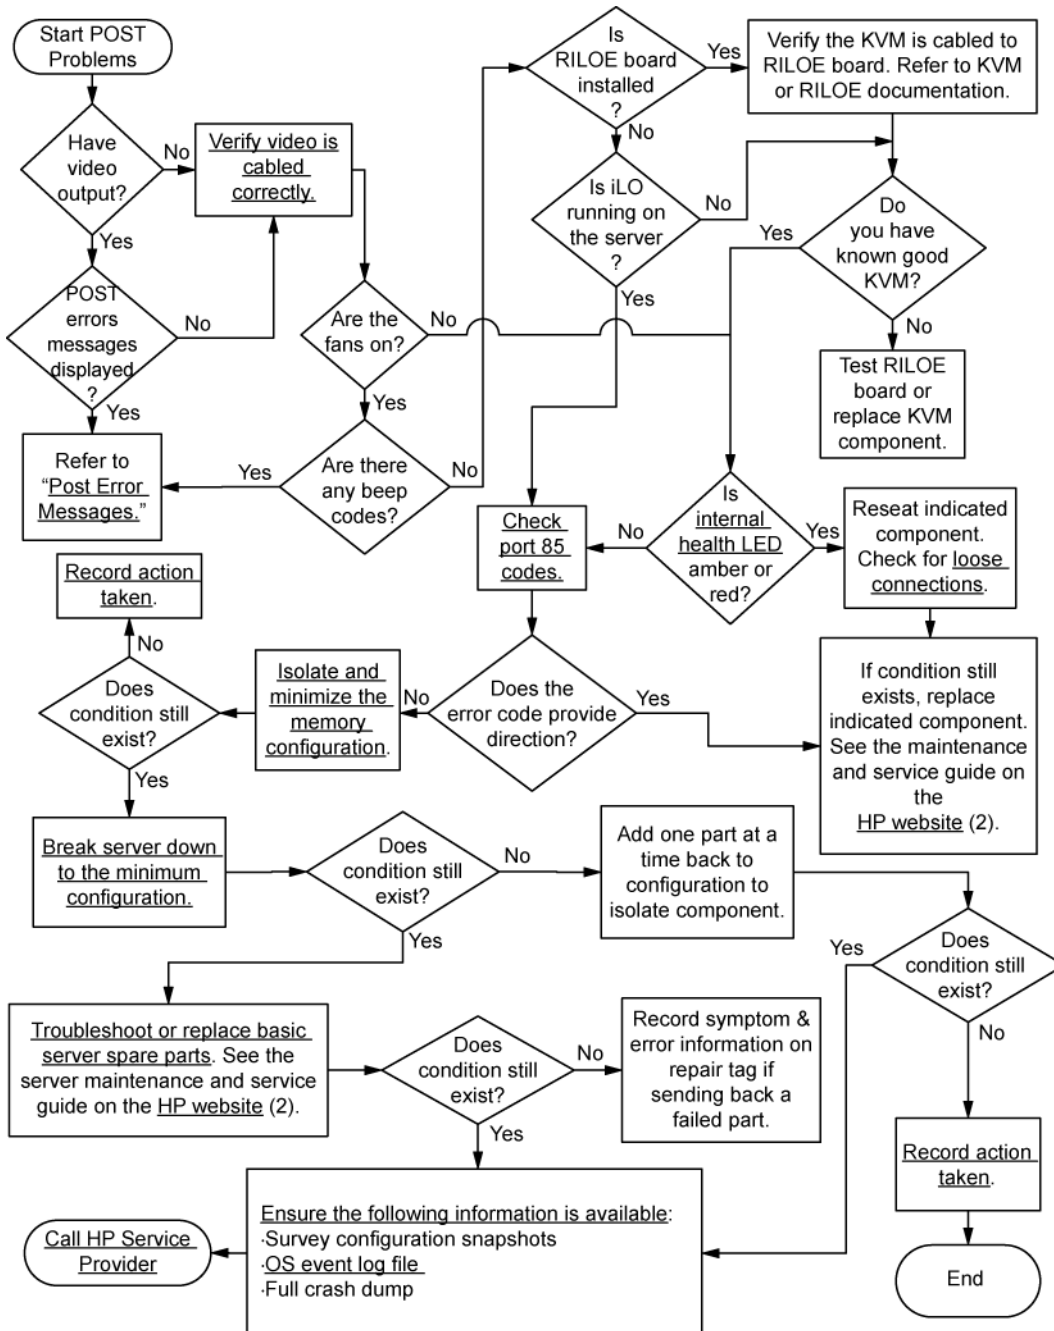 Start POST
Problems
Have
video
output?
No
Yes
Verify video is
cabled
correctly.
POST
errors
messages
displayed
?
No
Yes
Refer to
“Post Error
Messages.”
Are the
fans on?
No
Yes
Are there
any beep
codes?
Yes
No
Is
RILOE board
installed
?
Yes
No
Verify the KVM is cabled to
RILOE board. Refer to KVM
or RILOE documentation.
Is iLO
running on
the server
?
No
Yes
Do
you have
known good
KVM?
Yes
No
Test RILOE
board or
replace KVM
component.
Is
internal
health LED
amber or
red?
No
Yes
Reseat indicated
component.
Check for loose
connections.
Check
port 85
codes.
If condition still
exists, replace
indicated component.
See the maintenance
and service guide on
the
HP website (2).
Does the
error code provide
direction?
No
Yes
Isolate and
minimize the
memory
configuration.
Does
condition still
exist?
No
Yes
Record action
taken.
Break server down
to the minimum
configuration.
Does
condition still
exist?
No
Yes
Add one part at a
time back to
configuration to
isolate component.
Does
condition still
exist?
Yes
No
Record action
taken.
End
Troubleshoot or replace basic
server spare parts. See the
server maintenance and service
guide on the HP website (2).
Does
condition still
exist?
No
Yes
Record symptom &
error information on
repair tag if
sending back a
failed part.
Ensure the following information is available:
·Survey configuration snapshots
·OS event log file
·Full crash dump
Call HP Service
Provider